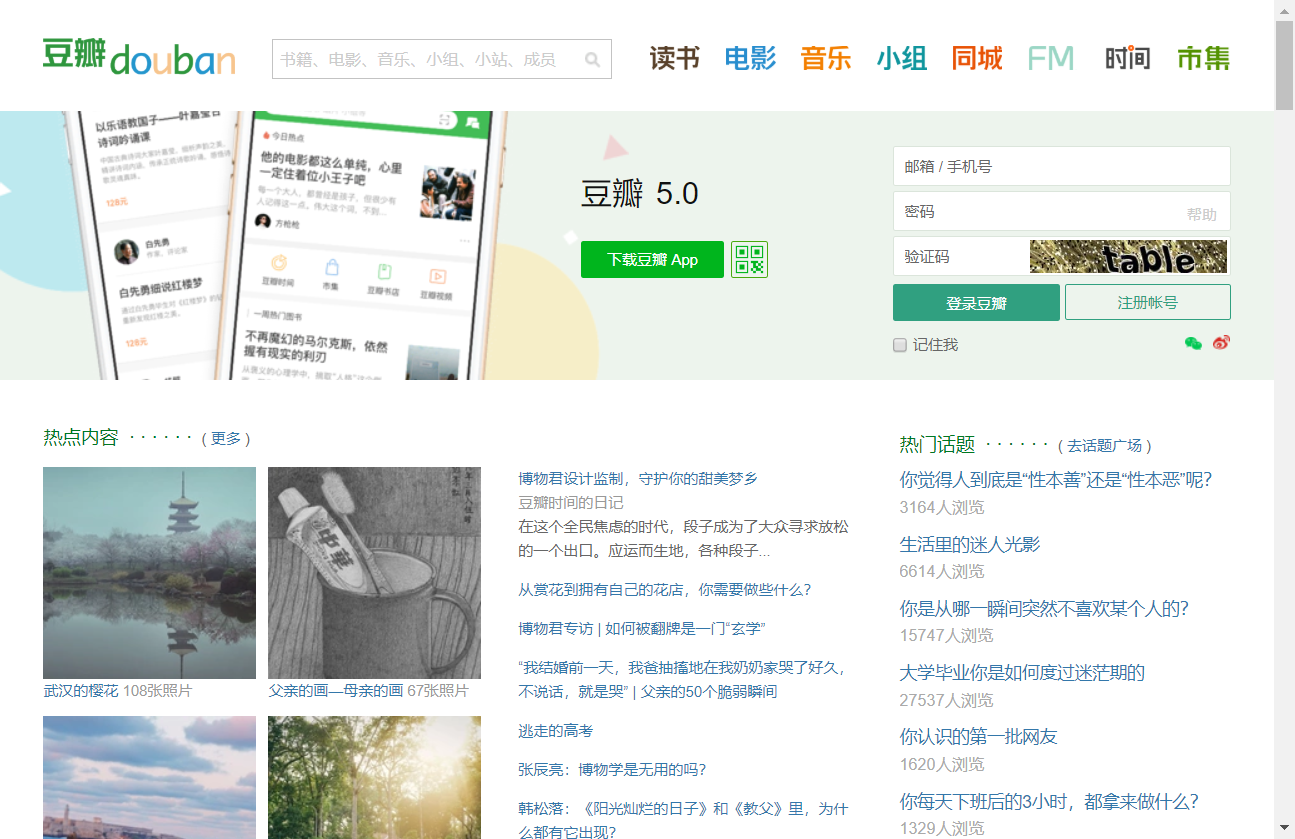 豆瓣douban
书籍、电影、音乐、小组、小站、成员
读书 电影 音乐 小组 同城 FM 时间 市集
以乐语教国子——叶嘉莹古
诗词吟诵课
128元
白先勇
作家，评论家
白先勇细说红楼梦
128元
今日热点
他的电影都这么单纯，心里
一定住着位小王子吧
每一个大人，都曾经是孩子，但很少有
人记得这一点。伟大这个词，不到...
方枪枪
豆瓣时间 市集 豆瓣书店 豆瓣视频
一周热门图书
不再魔幻的马尔克斯，依然
握有现实的利刃
豆瓣 5.0
下载豆瓣 App
邮箱 / 手机号
密码 帮助
验证码 table
登录豆瓣 注册帐号
记住我
热点内容 · · · · · · ( 更多 )
中華
武汉的樱花 108张照片
父亲的画—母亲的画 67张照片
博物君设计监制，守护你的甜美梦乡
豆瓣时间的日记
在这个全民焦虑的时代，段子成为了大众寻求放松
的一个出口。应运而生地，各种段子...
从赏花到拥有自己的花店，你需要做些什么？
博物君专访 | 如何被翻牌是一门“玄学”
“我结婚前一天，我爸抽搐地在我奶奶家哭了好久，
不说话，就是哭” | 父亲的50个脆弱瞬间
逃走的高考
张辰亮：博物学是无用的吗？
韩松落：《阳光灿烂的日子》和《教父》里，为什
么都有它出现？
热门话题 · · · · · · ( 去话题广场 )
你觉得人到底是“性本善”还是“性本恶”呢？
3164人浏览
生活里的迷人光影
6614人浏览
你是从哪一瞬间突然不喜欢某个人的？
15747人浏览
大学毕业你是如何度过迷茫期的
27537人浏览
你认识的第一批网友
1620人浏览
你每天下班后的3小时，都拿来做什么？
1329人浏览